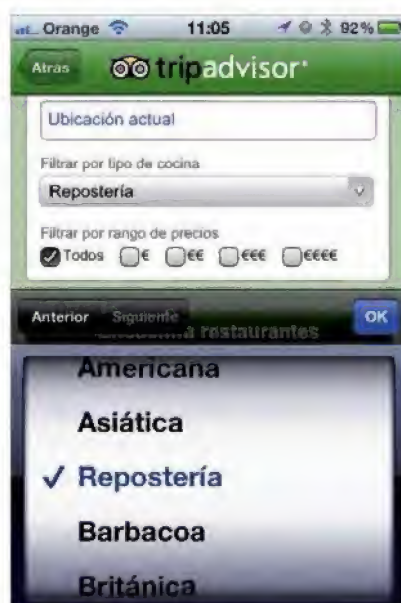 Orange 11:05 92%
Atras tripadvisor
Ubicación actual
Filtrar por tipo de cocina
Repostería
Filtrar por rango de precios
Todos € €€ €€€ €€€€
Anterior Siguiente OK
restaurantes
Americana
Asiática
✓ Repostería
Barbacoa
Británica